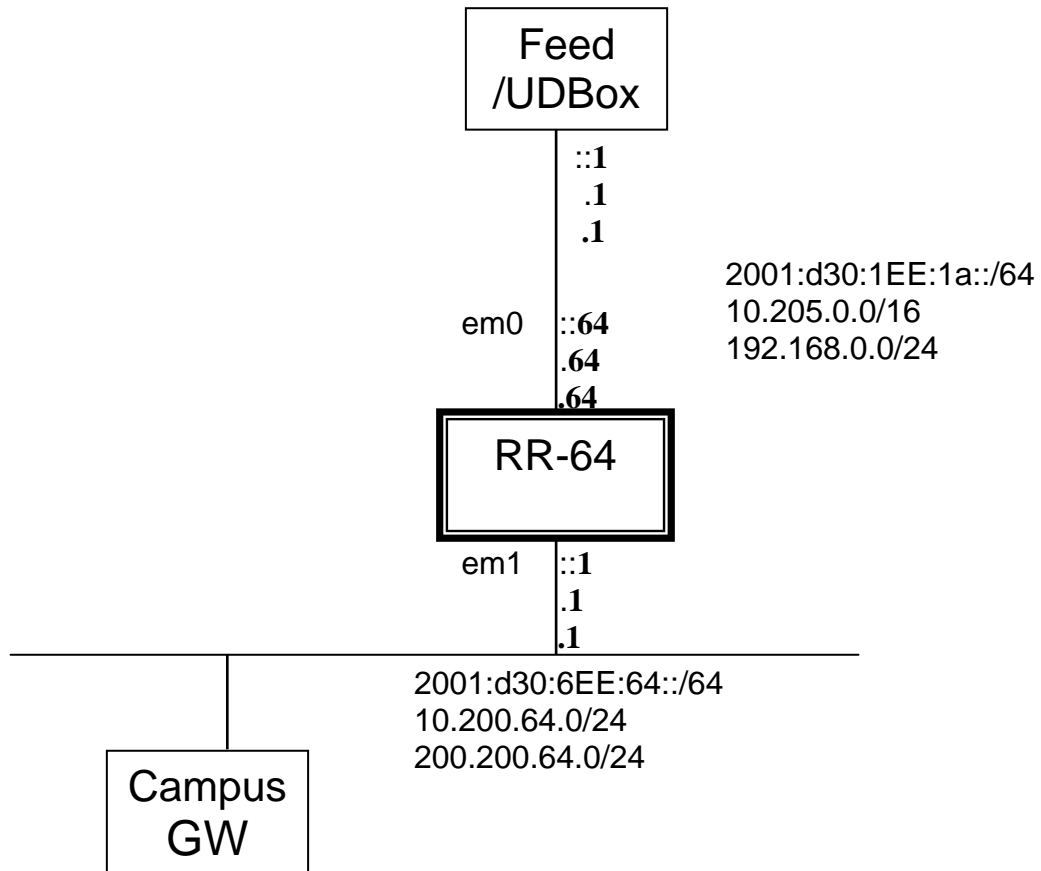 Feed
/UDBox
::1
.1
.1
2001:d30:1EE:1a::/64
10.205.0.0/16
192.168.0.0/24
em0
::64
.64
.64
RR-64
em1
::1
.1
.1
2001:d30:6EE:64::/64
10.200.64.0/24
200.200.64.0/24
Campus
GW